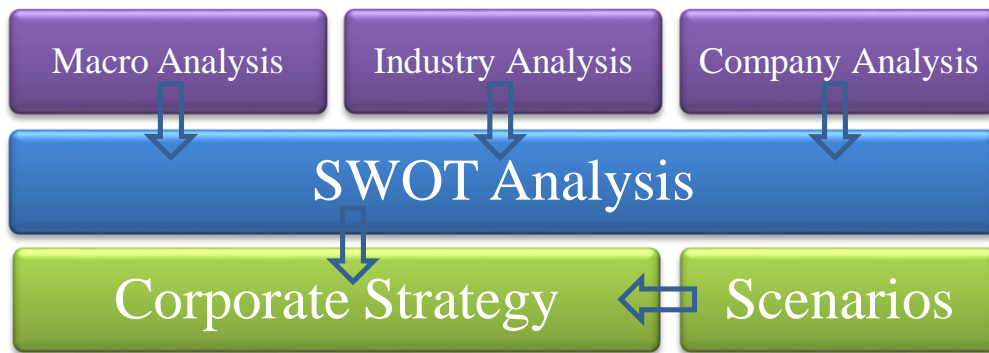 Macro Analysis
Industry Analysis
Company Analysis
SWOT Analysis
Corporate Strategy
Scenarios